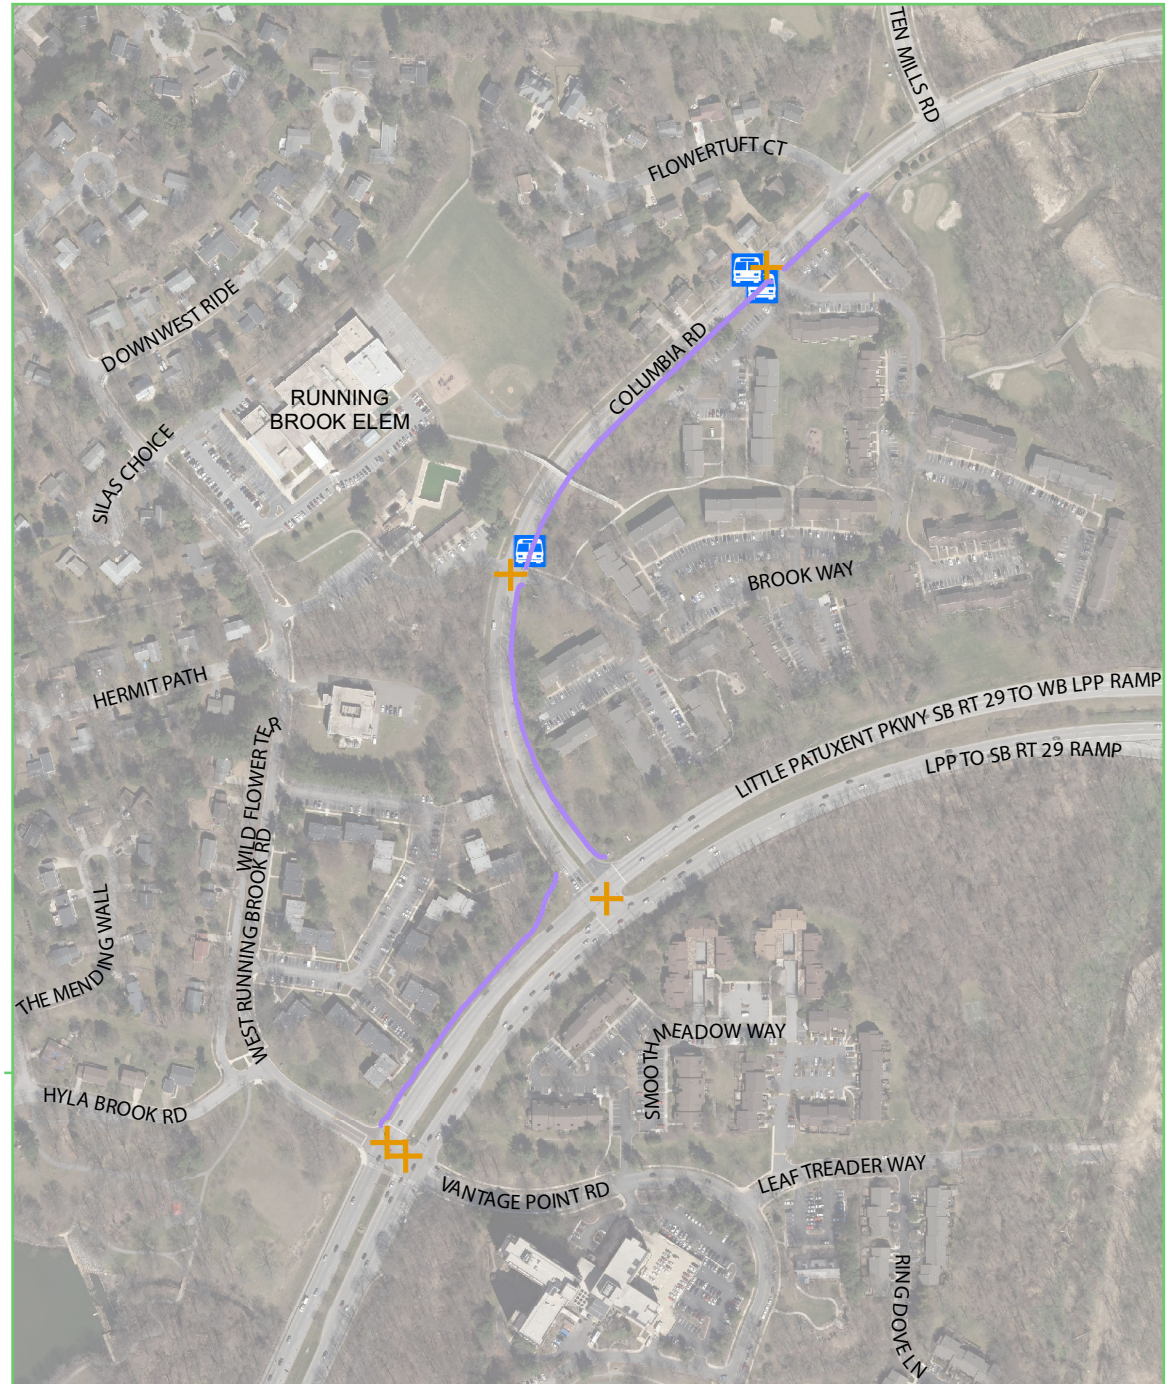 TEN MILLS RD
FLOWERTUFT CT
DOWNWEST RIDE
COLUMBIA RD
RUNNING
BROOK ELEM
SILAS CHOICE
BROOK WAY
HERMIT PATH
LITTLE PATUXENT PKWY SB RT 29 TO WB LPP RAMP
LPP TO SB RT 29 RAMP
WILD FLOWER TER
WEST RUNNING BROOK RD
THE MENDING WALL
SMOOTH MEADOW WAY
HYLA BROOK RD
VANTAGE POINT RD
LEAF TREADER WAY
RING DOVE LN